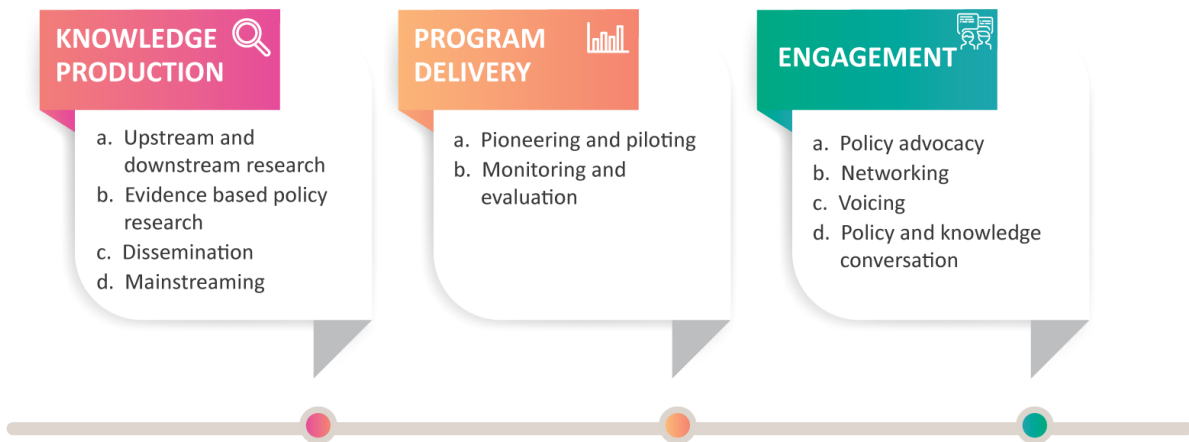 KNOWLEDGE
PRODUCTION
a. Upstream and
downstream research
b. Evidence based policy
research
c. Dissemination
d. Mainstreaming
PROGRAM
DELIVERY
a. Pioneering and piloting
b. Monitoring and
evaluation
ENGAGEMENT
a. Policy advocacy
b. Networking
c. Voicing
d. Policy and knowledge
conversation